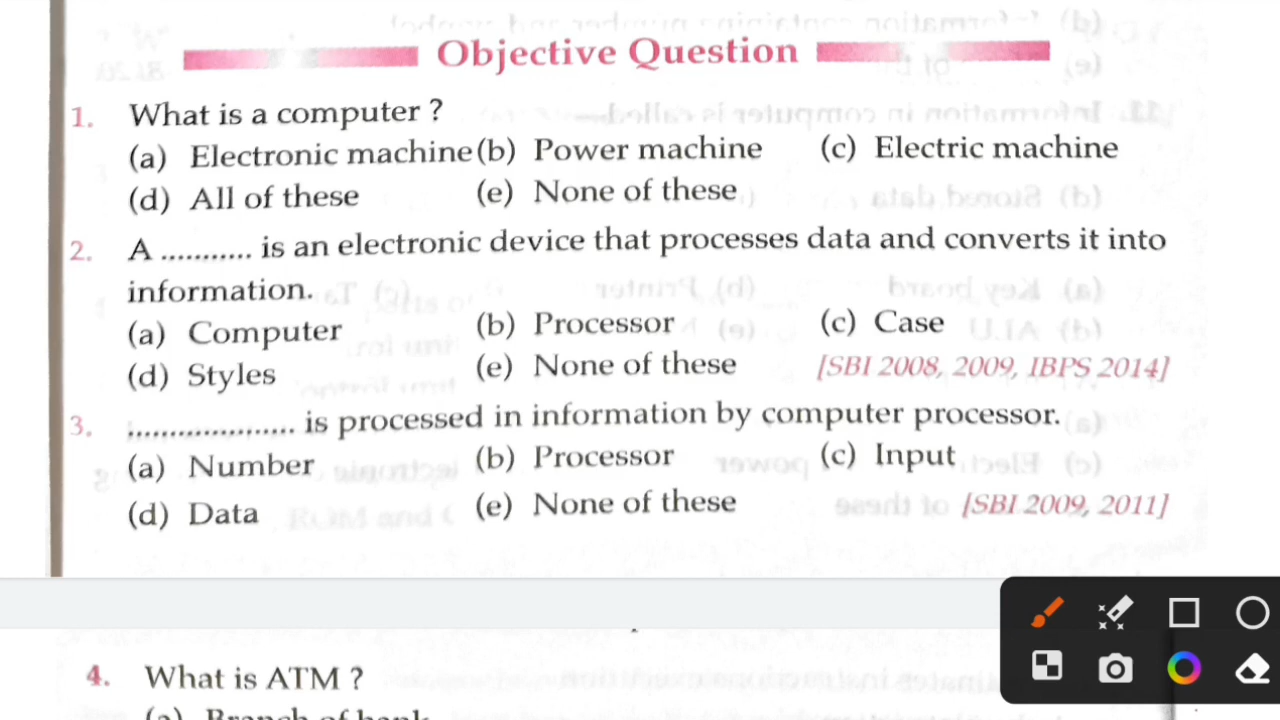 Objective Question
1. What is a computer ?
(a) Electronic machine (b) Power machine (c) Electric machine
(d) All of these (e) None of these
2. A ........... is an electronic device that processes data and converts it into
information.
(a) Computer (b) Processor (c) Case
(d) Styles (e) None of these [SBI 2008, 2009, IBPS 2014]
3. .................... is processed in information by computer processor.
(a) Number (b) Processor (c) Input
(d) Data (e) None of these [SBI 2009, 2011]
4. What is ATM ?
(a) Branch of bank